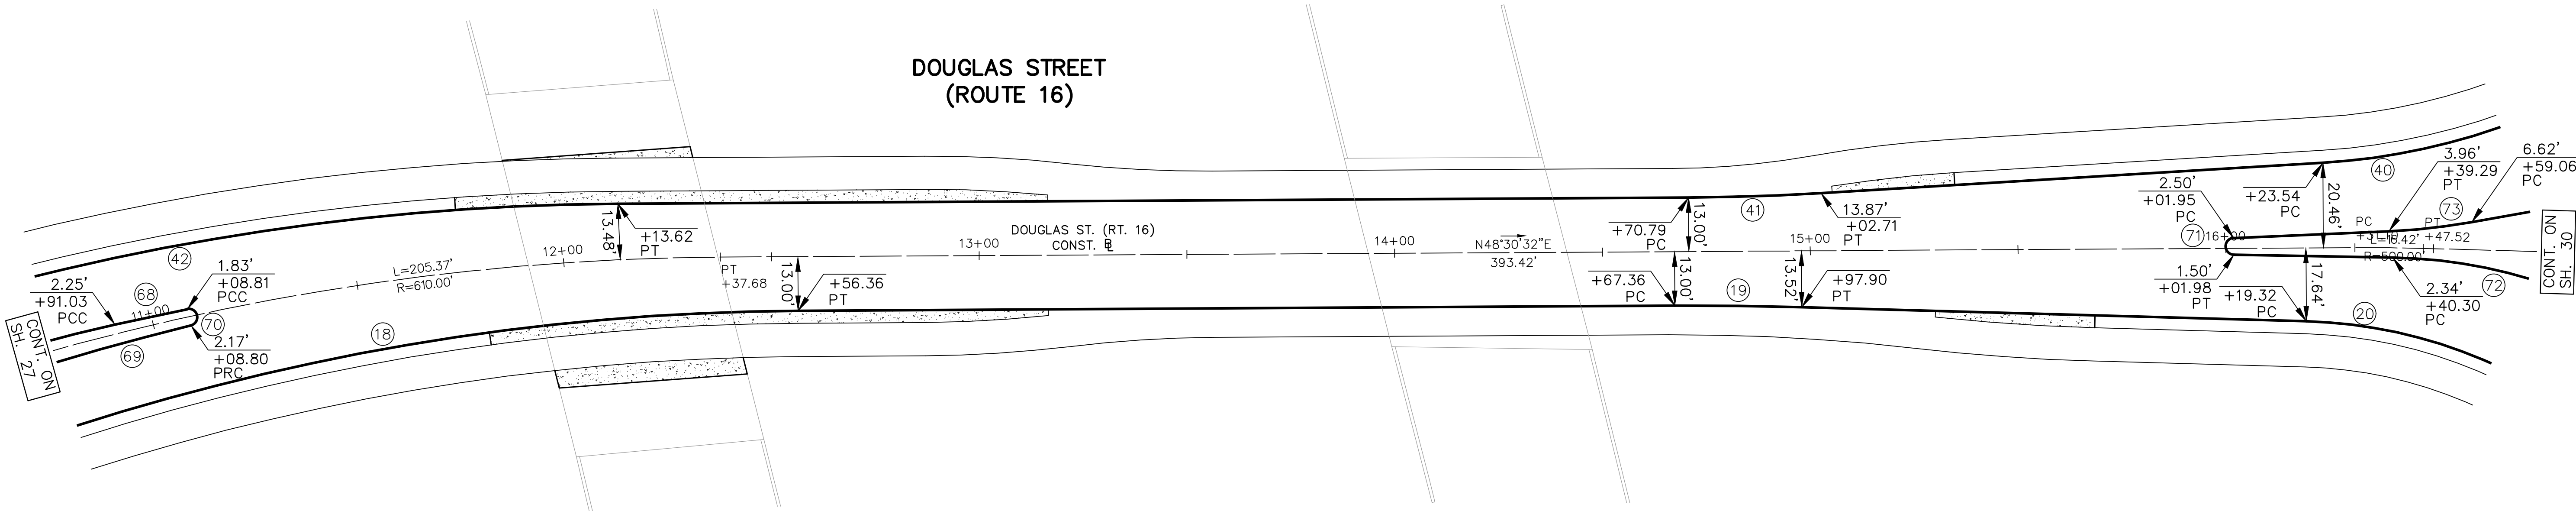 DOUGLAS STREET
(ROUTE 16)
CONT. ON
SH. 27
2.25'
+91.03
PCC
68
11+00
69
42
1.83'
+08.81
PCC
70
2.17'
+08.80
PRC
18
L=205.37'
R=610.00'
12+00
13.48'
+13.62
PT
PT
+37.68
13.00'
+56.36
PT
13+00
DOUGLAS ST. (RT. 16)
CONST. BL
14+00
N48°30'32"E
393.42'
+70.79
PC
13.00'
41
+67.36
PC
13.00'
19
13.87'
+02.71
PT
15+00
13.52'
+97.90
PT
2.50'
+01.95
PC
71
16+00
1.50'
+01.98
PT
+23.54
PC
20.46'
40
+19.32
PC
17.64'
20
PC
L=16.42'
R=500.00'
PT
+47.52
3.96'
+39.29
PT
73
6.62'
+59.06
PC
2.34'
+40.30
PC
72
CONT. ON
SH. 30